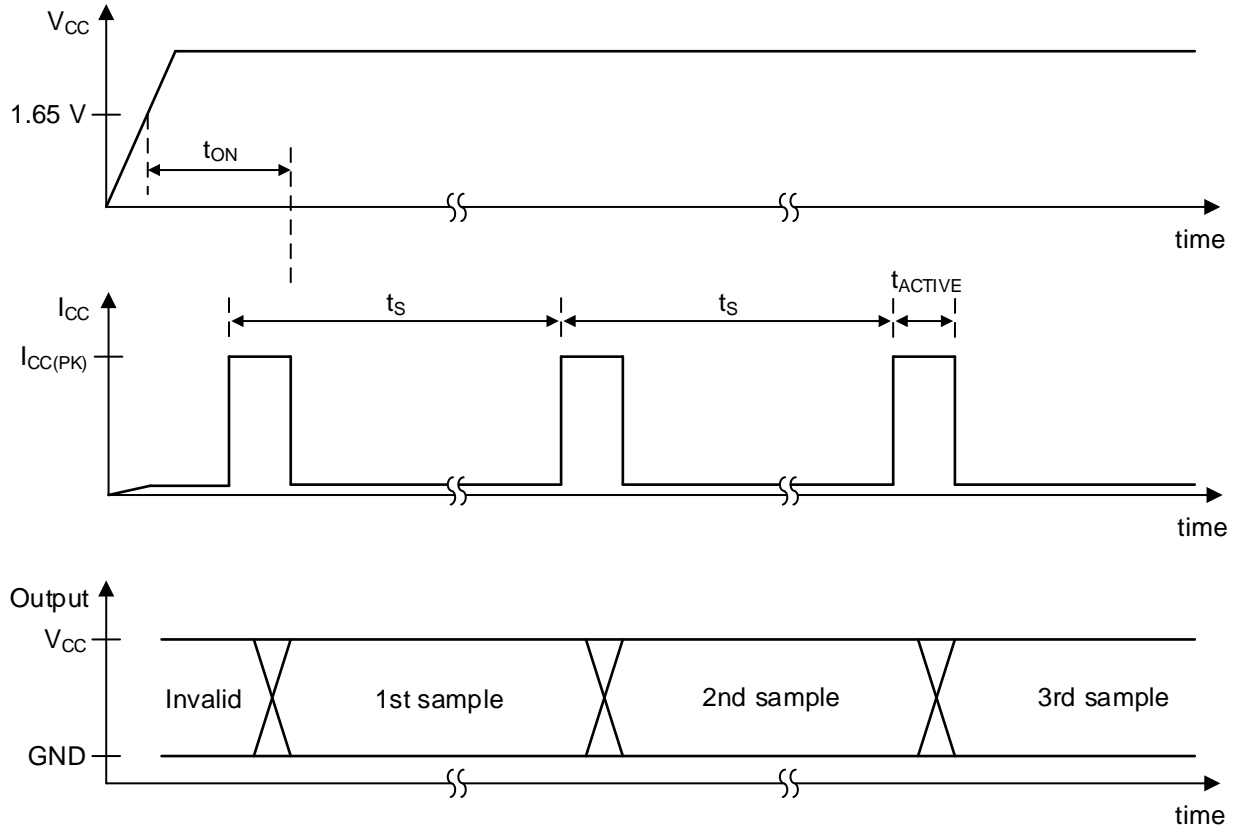 VCC
1.65 V
tON
time
ICC
tS
tS
tACTIVE
ICC(PK)
time
Output
VCC
Invalid
1st sample
2nd sample
3rd sample
GND
time